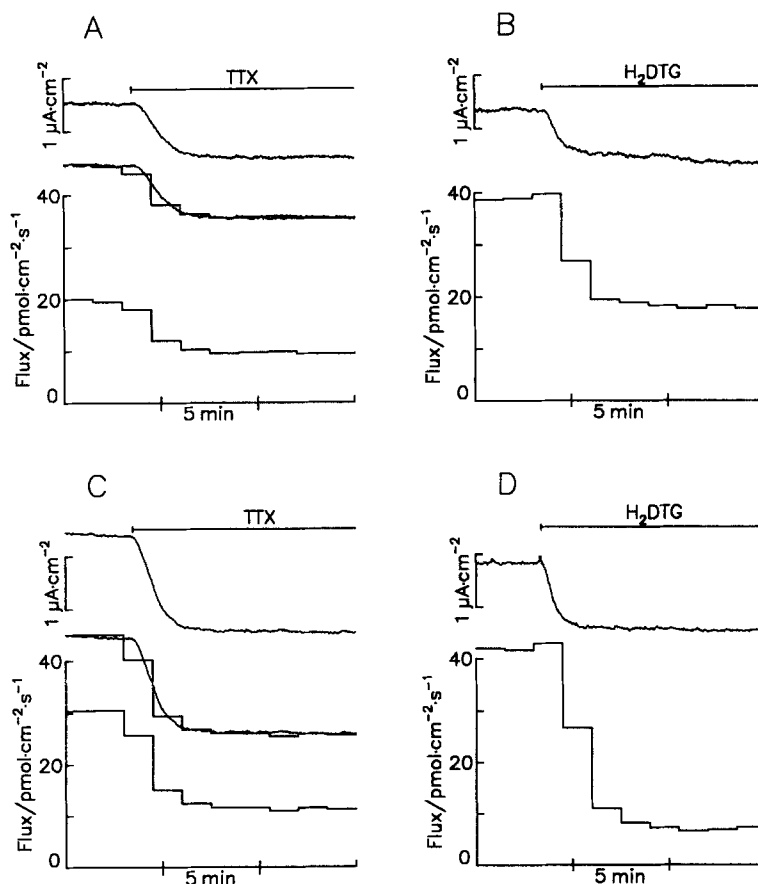 A
TTX
1 μA·cm⁻²
Flux/pmol·cm⁻²·s⁻¹
40
20
0
5 min
B
H₂DTG
1 μA·cm⁻²
Flux/pmol·cm⁻²·s⁻¹
40
20
0
5 min
C
TTX
1 μA·cm⁻²
Flux/pmol·cm⁻²·s⁻¹
40
20
0
5 min
D
H₂DTG
1 μA·cm⁻²
Flux/pmol·cm⁻²·s⁻¹
40
20
0
5 min